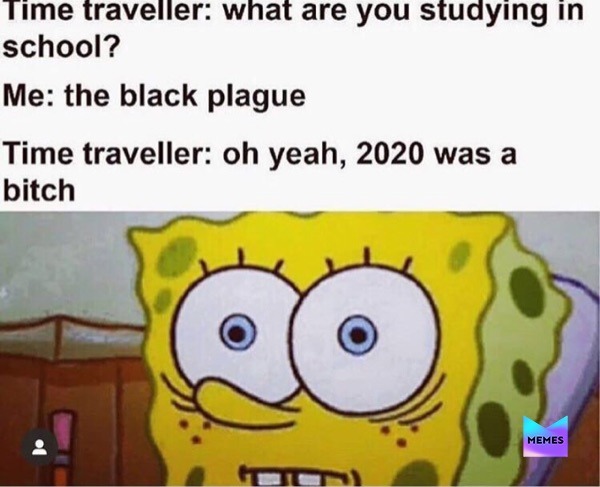 Time traveller: what are you studying in
school?
Me: the black plague
Time traveller: oh yeah, 2020 was a
bitch
MEMES